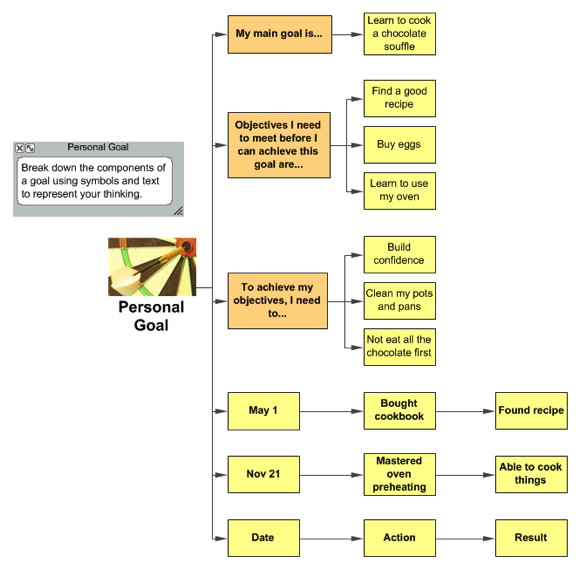 My main goal is...
Learn to cook
a chocolate
souffle
Objectives I need
to meet before I
can achieve this
goal are...
Find a good
recipe
Buy eggs
Learn to use
my oven
Personal Goal
Break down the components of
a goal using symbols and text
to represent your thinking.
Personal
Goal
To achieve my
objectives, I need
to...
Build
confidence
Clean my pots
and pans
Not eat all the
chocolate first
May 1
Bought
cookbook
Found recipe
Nov 21
Mastered
oven
preheating
Able to cook
things
Date
Action
Result